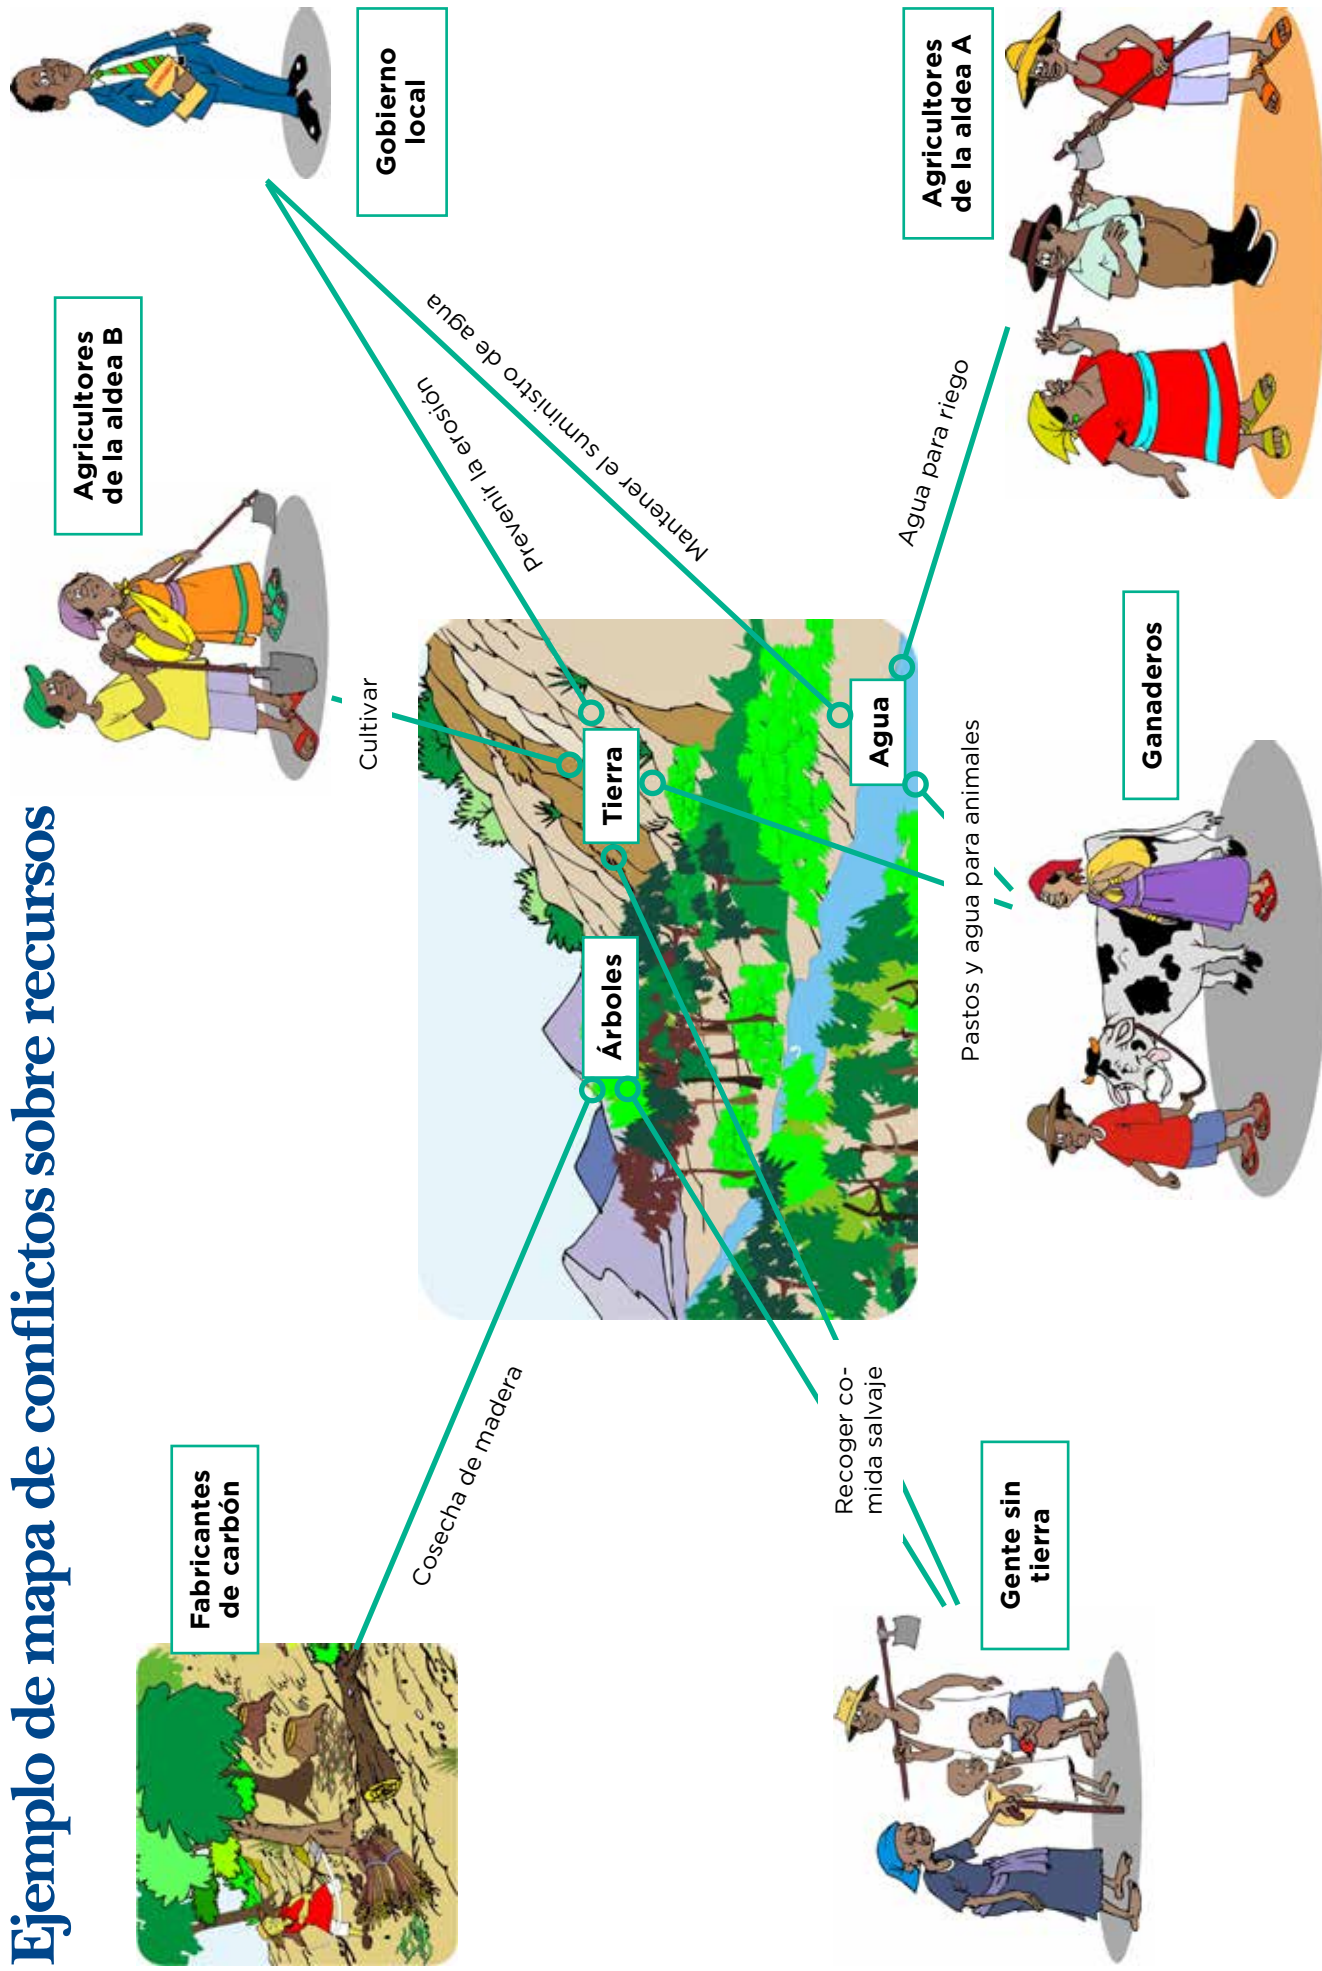 Ejemplo de mapa de conflictos sobre recursos
Fabricantes
de carbón
Agricultores
de la aldea B
Gobierno
local
Cultivar
Prevenir la erosión
Mantener el suministro de agua
Cosecha de madera
Árboles
Tierra
Agua
Agua para riego
Recoger co-
mida salvaje
Pastos y agua para animales
Agricultores
de la aldea A
Gente sin
tierra
Ganaderos